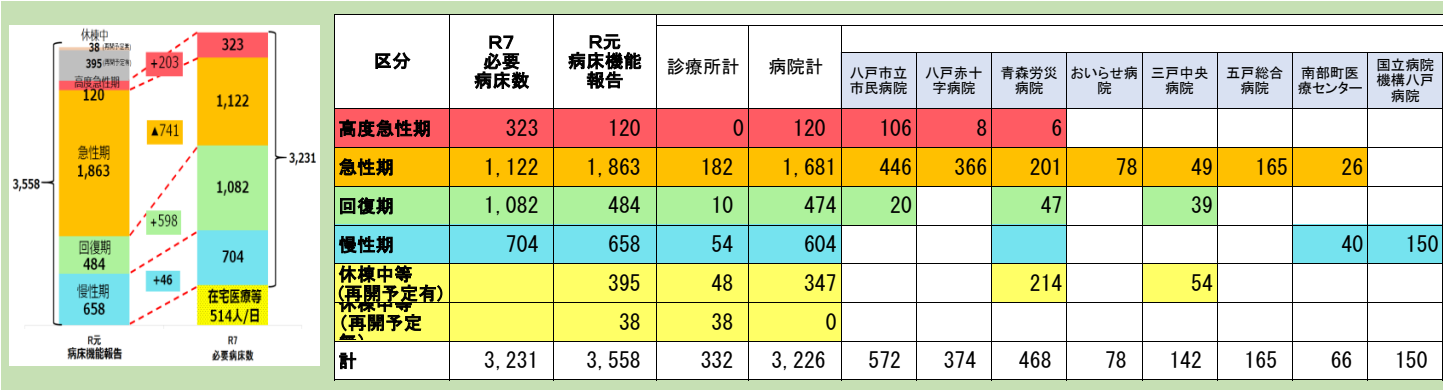 休棟中
38 (再開予定無)
395 (再開予定有)
高度急性期
120
急性期
1,863
3,558
回復期
484
慢性期
658
R元
病床機能報告
+203
▲741
+598
+46
323
1,122
1,082
3,231
704
在宅医療等
514人/日
R7
必要病床数
区分 R7 必要 病床数 R元 病床機能 報告 診療所計 病院計 八戸市立 市民病院 八戸赤十 字病院 青森労災 病院 おいらせ病 院 三戸中央 病院 五戸総合 病院 南部町医 療センター 国立病院 機構八戸 病院
高度急性期 323 120 0 120 106 8 6
急性期 1,122 1,863 182 1,681 446 366 201 78 49 165 26
回復期 1,082 484 10 474 20 47 39
慢性期 704 658 54 604 40 150
休棟中等
(再開予定有) 395 48 347 214 54
休棟中等
(再開予定 38 38 0
無)
計 3,231 3,558 332 3,226 572 374 468 78 142 165 66 150